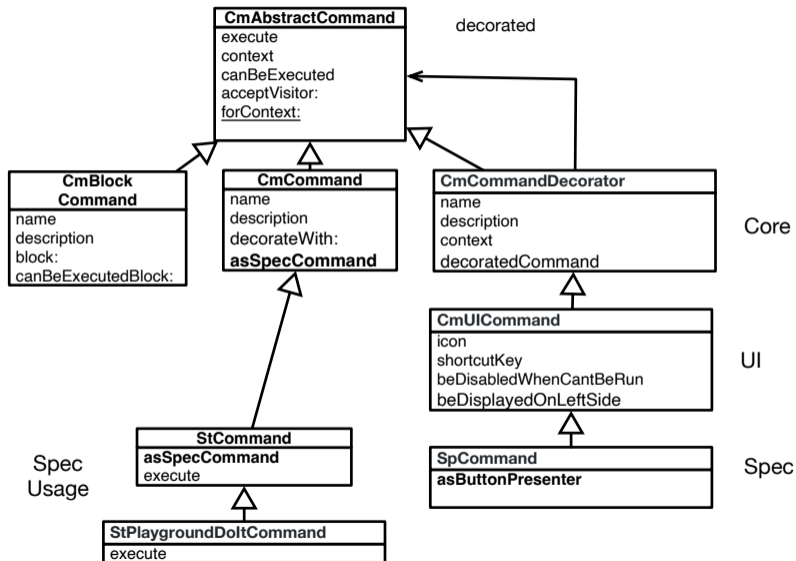 CmAbstractCommand
execute
context
canBeExecuted
acceptVisitor:
forContext:
decorated
CmBlock
Command
name
description
block:
canBeExecutedBlock:
CmCommand
name
description
decorateWith:
asSpecCommand
CmCommandDecorator
name
description
context
decoratedCommand
Core
CmUICommand
icon
shortcutKey
beDisabledWhenCantBeRun
beDisplayedOnLeftSide
UI
StCommand
asSpecCommand
execute
Spec
Usage
SpCommand
asButtonPresenter
Spec
StPlaygroundDoItCommand
execute